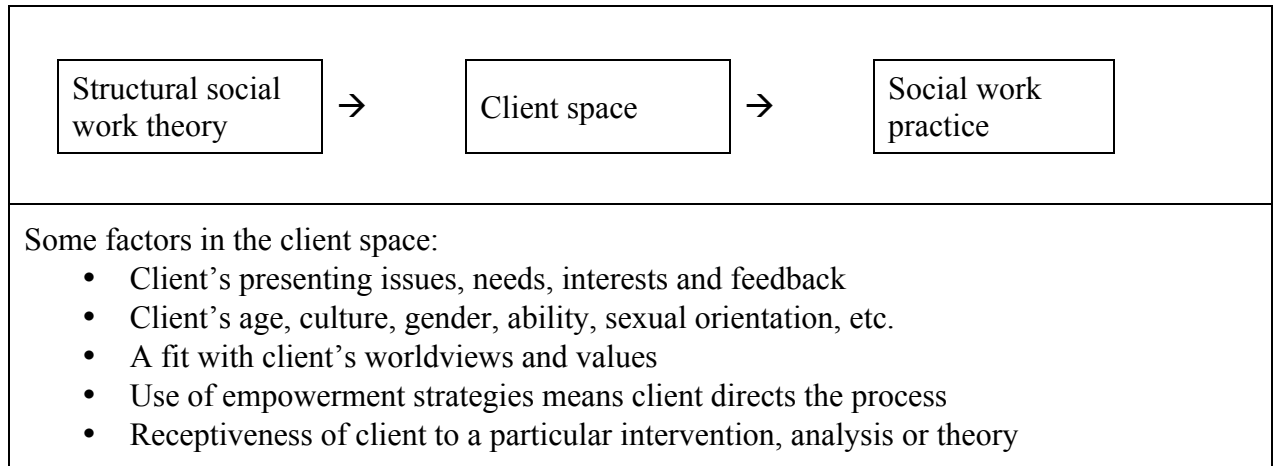 Structural social
work theory
→
Client space
→
Social work
practice
Some factors in the client space:
• Client’s presenting issues, needs, interests and feedback
• Client’s age, culture, gender, ability, sexual orientation, etc.
• A fit with client’s worldviews and values
• Use of empowerment strategies means client directs the process
• Receptiveness of client to a particular intervention, analysis or theory